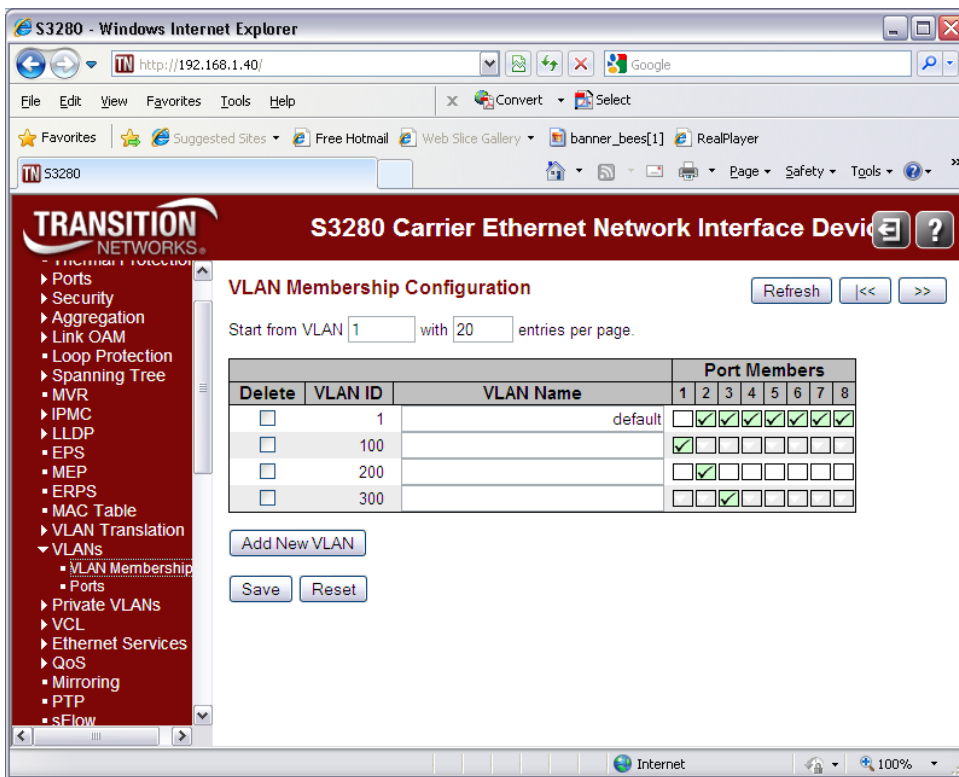 S3280 - Windows Internet Explorer
TN http://192.168.1.40/ Google
File Edit View Favorites Tools Help x Convert Select
Favorites Suggested Sites Free Hotmail Web Slice Gallery banner_bees[1] RealPlayer
TN S3280 Page Safety Tools »
TRANSITION NETWORKS®
S3280 Carrier Ethernet Network Interface Devic ?
Thermal Protection
Ports
Security
Aggregation
Link OAM
Loop Protection
Spanning Tree
MVR
IPMC
LLDP
EPS
MEP
ERPS
MAC Table
VLAN Translation
VLANs
VLAN Membership
Ports
Private VLANs
VCL
Ethernet Services
QoS
Mirroring
PTP
sFlow
VLAN Membership Configuration
Refresh |<< >>
Start from VLAN 1 with 20 entries per page.
Port Members
Delete VLAN ID VLAN Name 1 2 3 4 5 6 7 8
1 default
100
200
300
Add New VLAN
Save Reset
Internet 100%